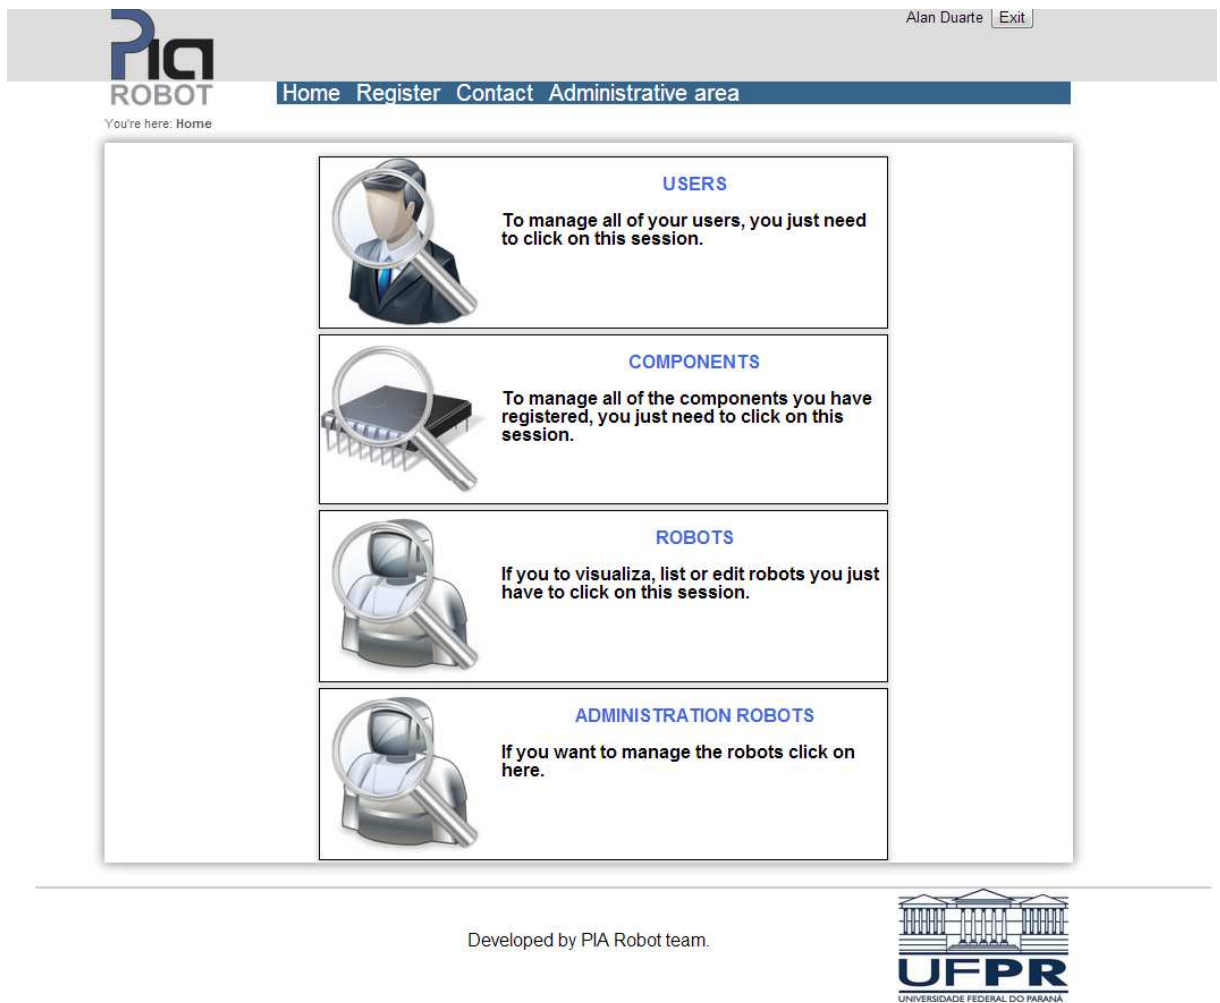 Alan Duarte Exit
PIA
ROBOT
Home Register Contact Administrative area
You're here: Home
USERS
To manage all of your users, you just need
to click on this session.
COMPONENTS
To manage all of the components you have
registered, you just need to click on this
session.
ROBOTS
If you to visualiza, list or edit robots you just
have to click on this session.
ADMINISTRATION ROBOTS
If you want to manage the robots click on
here.
Developed by PIA Robot team.
UFPR
UNIVERSIDADE FEDERAL DO PARANÁ